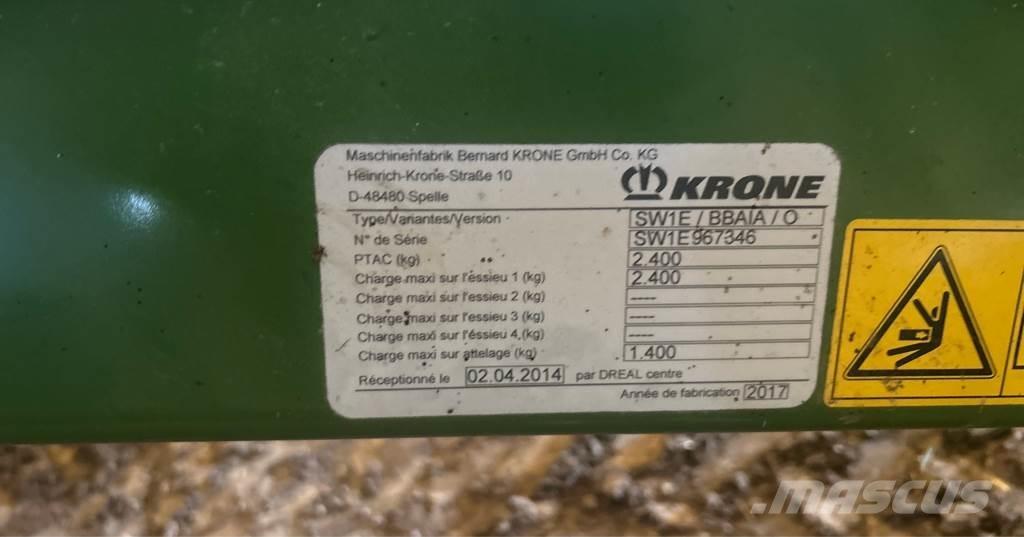 Maschinenfabrik Bernard KRONE GmbH Co. KG
Heinrich-Krone-Straße 10
D-48480 Spelle
KRONE
Type/Variantes/Version SW1E / BBAIA / O
N° de Série SW1E967346
PTAC (kg) 2.400
Charge maxi sur l'éssieu 1 (kg) 2.400
Charge maxi sur l'essieu 2 (kg) ----
Charge maxi sur l'essieu 3 (kg) ----
Charge maxi sur l'éssieu 4 (kg) ----
Charge maxi sur attelage (kg) 1.400
Réceptionné le 02.04.2014 par DREAL centre
Année de fabrication 2017
mascus